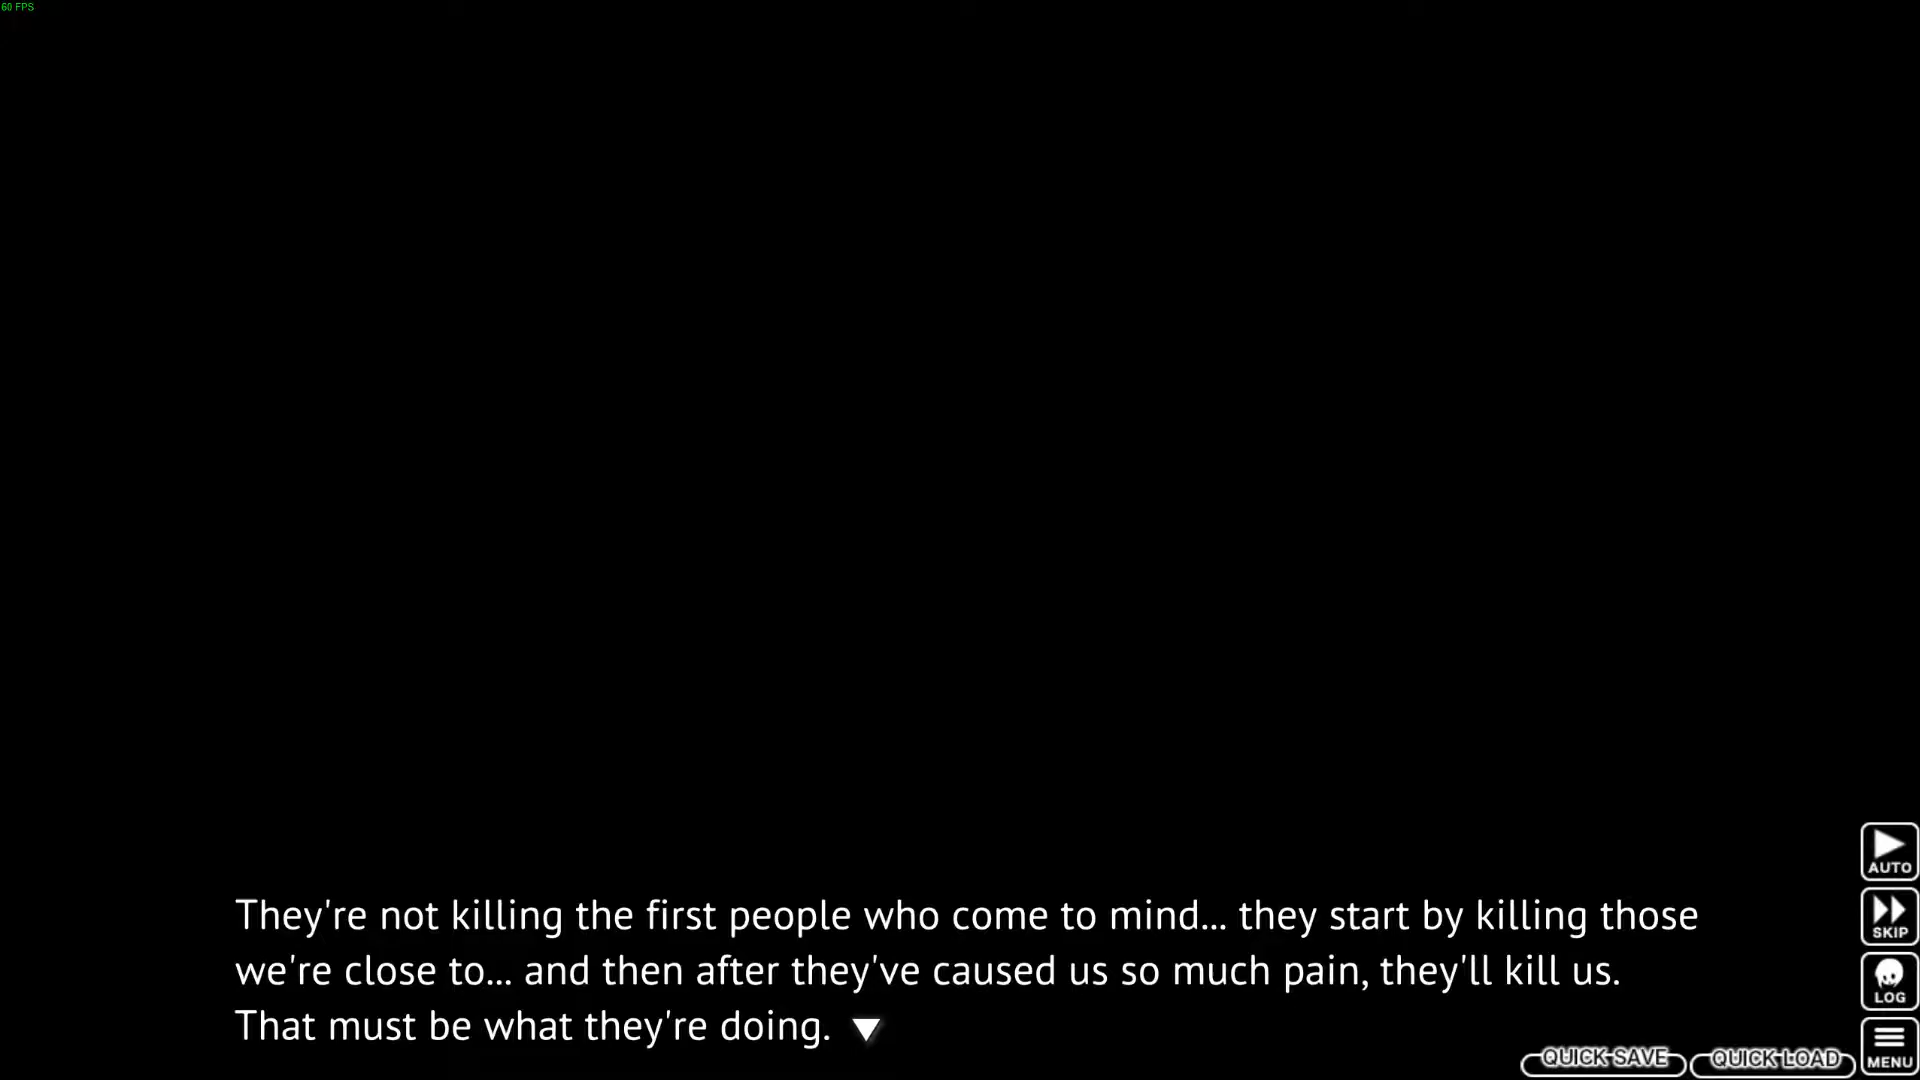 60 FPS
They're not killing the first people who come to mind... they start by killing those
we're close to... and then after they've caused us so much pain, they'll kill us.
That must be what they're doing.
AUTO
SKIP
LOG
MENU
QUICK SAVE
QUICK LOAD